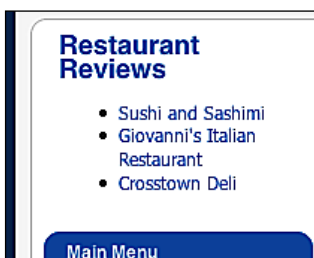 Restaurant
Reviews
Sushi and Sashimi
Giovanni's Italian
Restaurant
Crosstown Deli
Main Menu